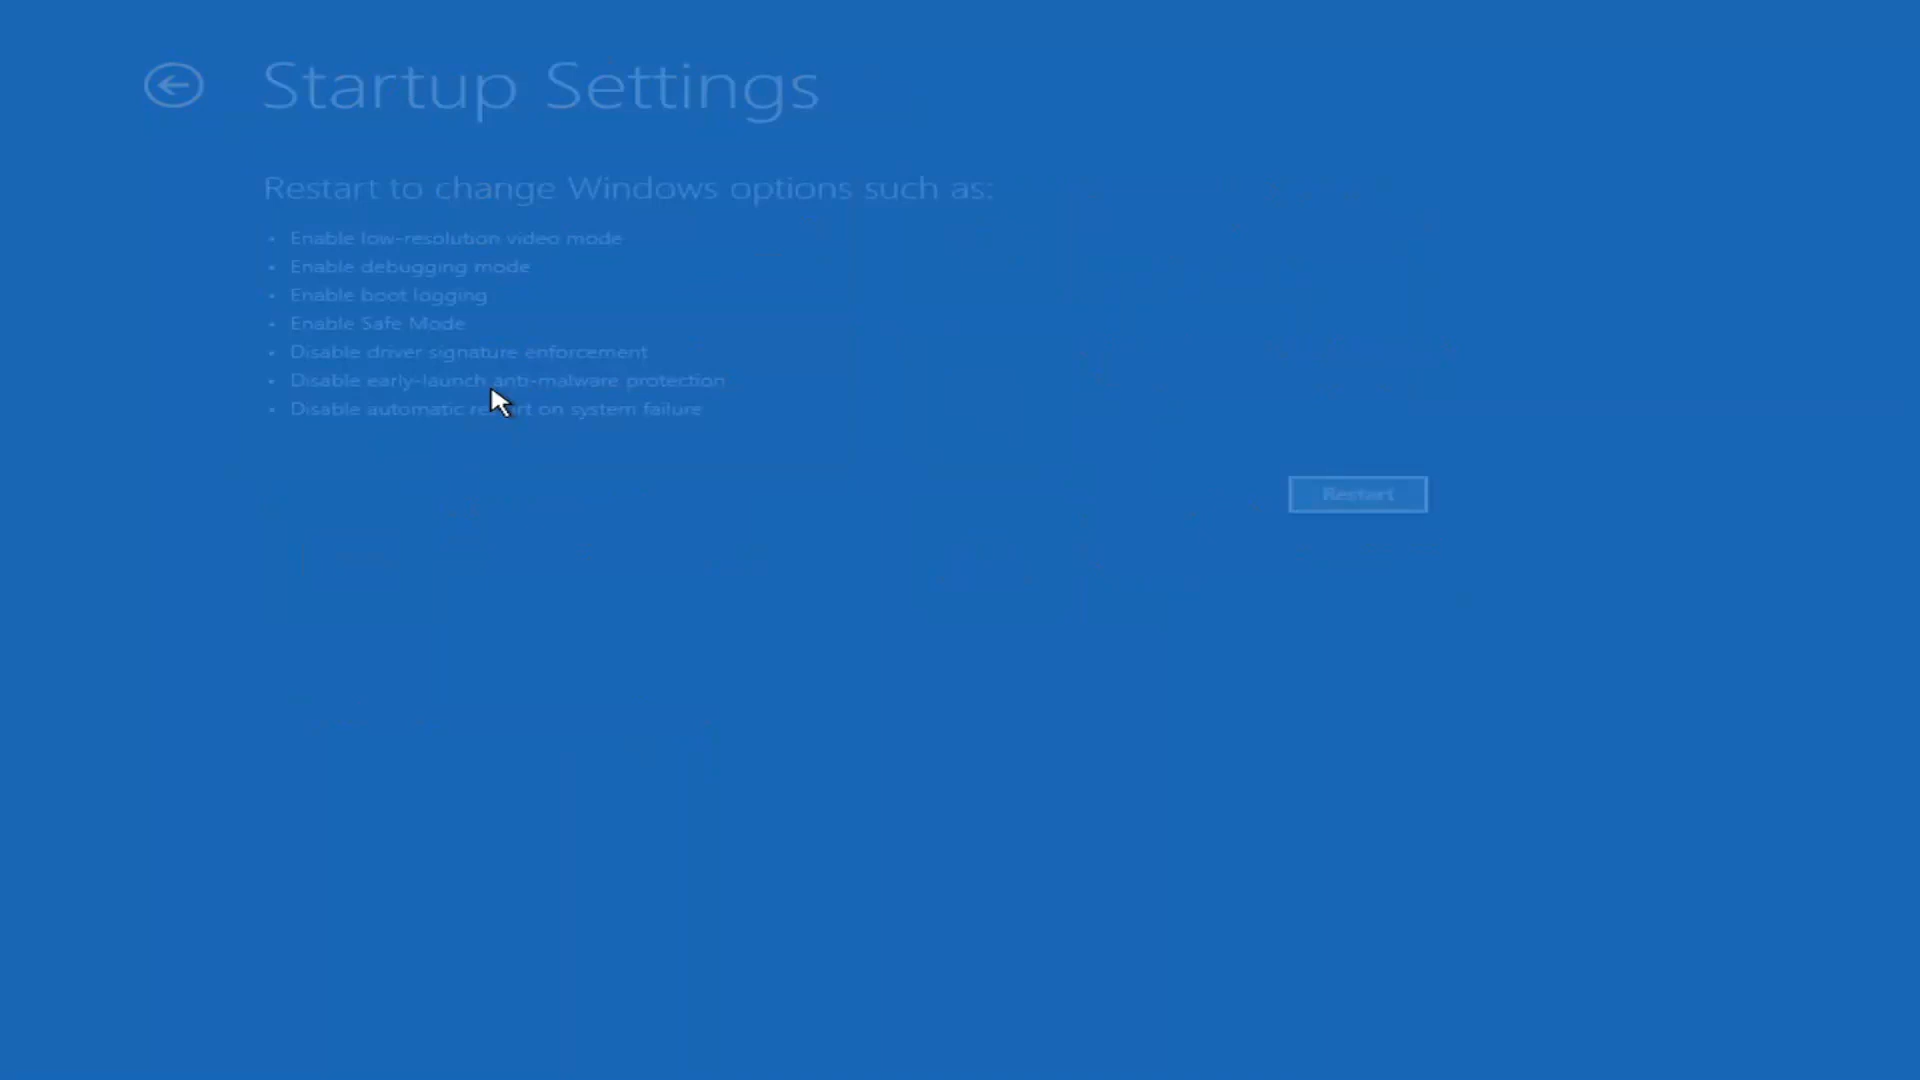 Startup Settings
Restart to change Windows options such as:
• Enable low-resolution video mode
• Enable debugging mode
• Enable boot logging
• Enable Safe Mode
• Disable driver signature enforcement
• Disable early-launch anti-malware protection
• Disable automatic restart on system failure
Restart